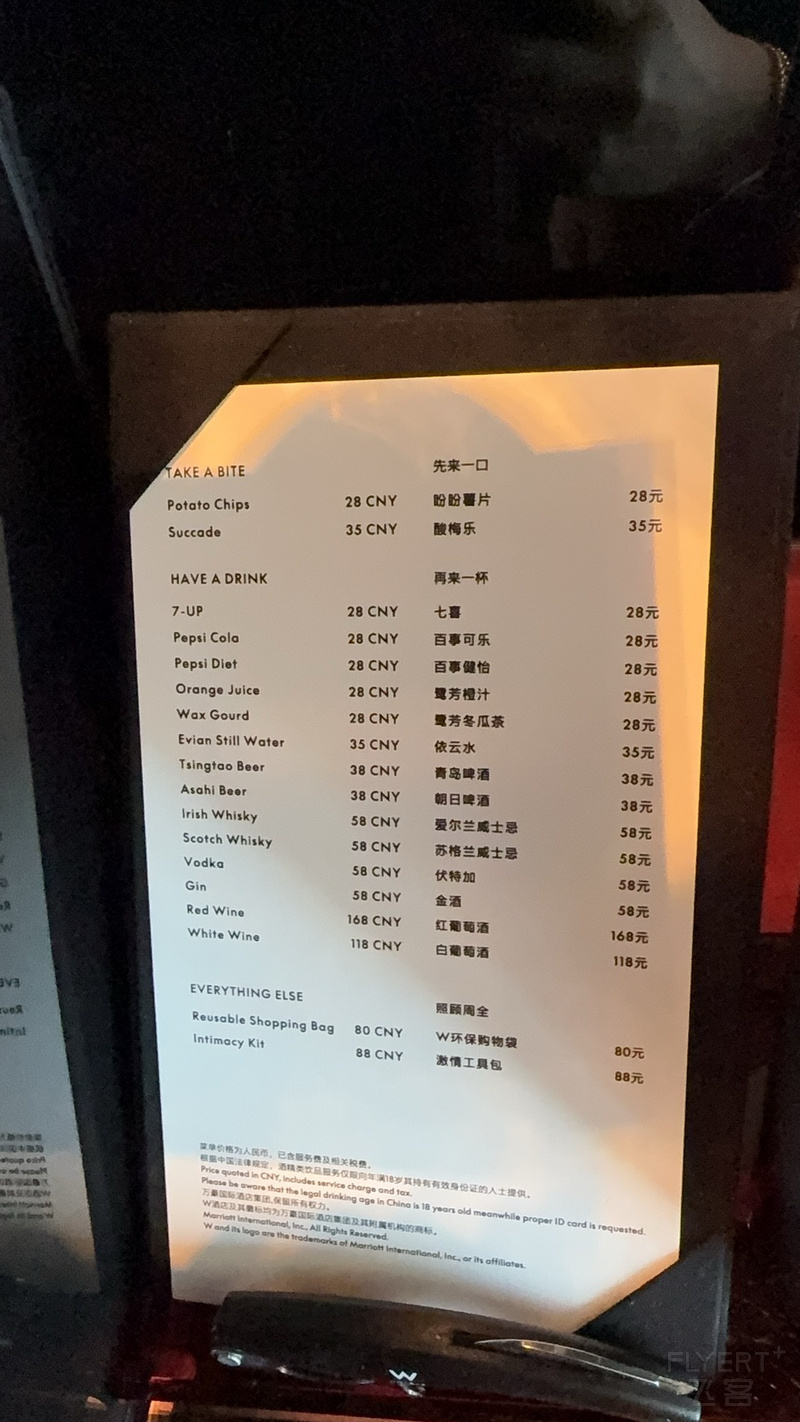 TAKE A BITE 先来一口
Potato Chips 28 CNY 盼盼薯片 28元
Succade 35 CNY 酸梅乐 35元
HAVE A DRINK 再来一杯
7-UP 28 CNY 七喜 28元
Pepsi Cola 28 CNY 百事可乐 28元
Pepsi Diet 28 CNY 百事健怡 28元
Orange Juice 28 CNY 鹭芳橙汁 28元
Wax Gourd 28 CNY 鹭芳冬瓜茶 28元
Evian Still Water 35 CNY 依云水 35元
Tsingtao Beer 38 CNY 青岛啤酒 38元
Asahi Beer 38 CNY 朝日啤酒 38元
Irish Whisky 58 CNY 爱尔兰威士忌 58元
Scotch Whisky 58 CNY 苏格兰威士忌 58元
Vodka 58 CNY 伏特加 58元
Gin 58 CNY 金酒 58元
Red Wine 168 CNY 红葡萄酒 168元
White Wine 118 CNY 白葡萄酒 118元
EVERYTHING ELSE 照顾周全
Reusable Shopping Bag 80 CNY W环保购物袋 80元
Intimacy Kit 88 CNY 激情工具包 88元
菜单价格为人民币，已含服务费及相关税费。
根据中国法律规定，酒精类饮品服务仅限向年满18岁其持有有效身份证的人士提供。
Price quoted in CNY, includes service charge and tax.
Please be aware that the legal drinking age in China is 18 years old meanwhile proper ID card is requested.
万豪国际酒店集团,保留所有权力。
W酒店及其徽标均为万豪国际酒店集团及其附属机构的商标。
Marriott International, Inc., All Rights Reserved.
W and its logo are the trademarks of Marriott International, Inc., or its affiliates.
W
FLYERT+
飞客